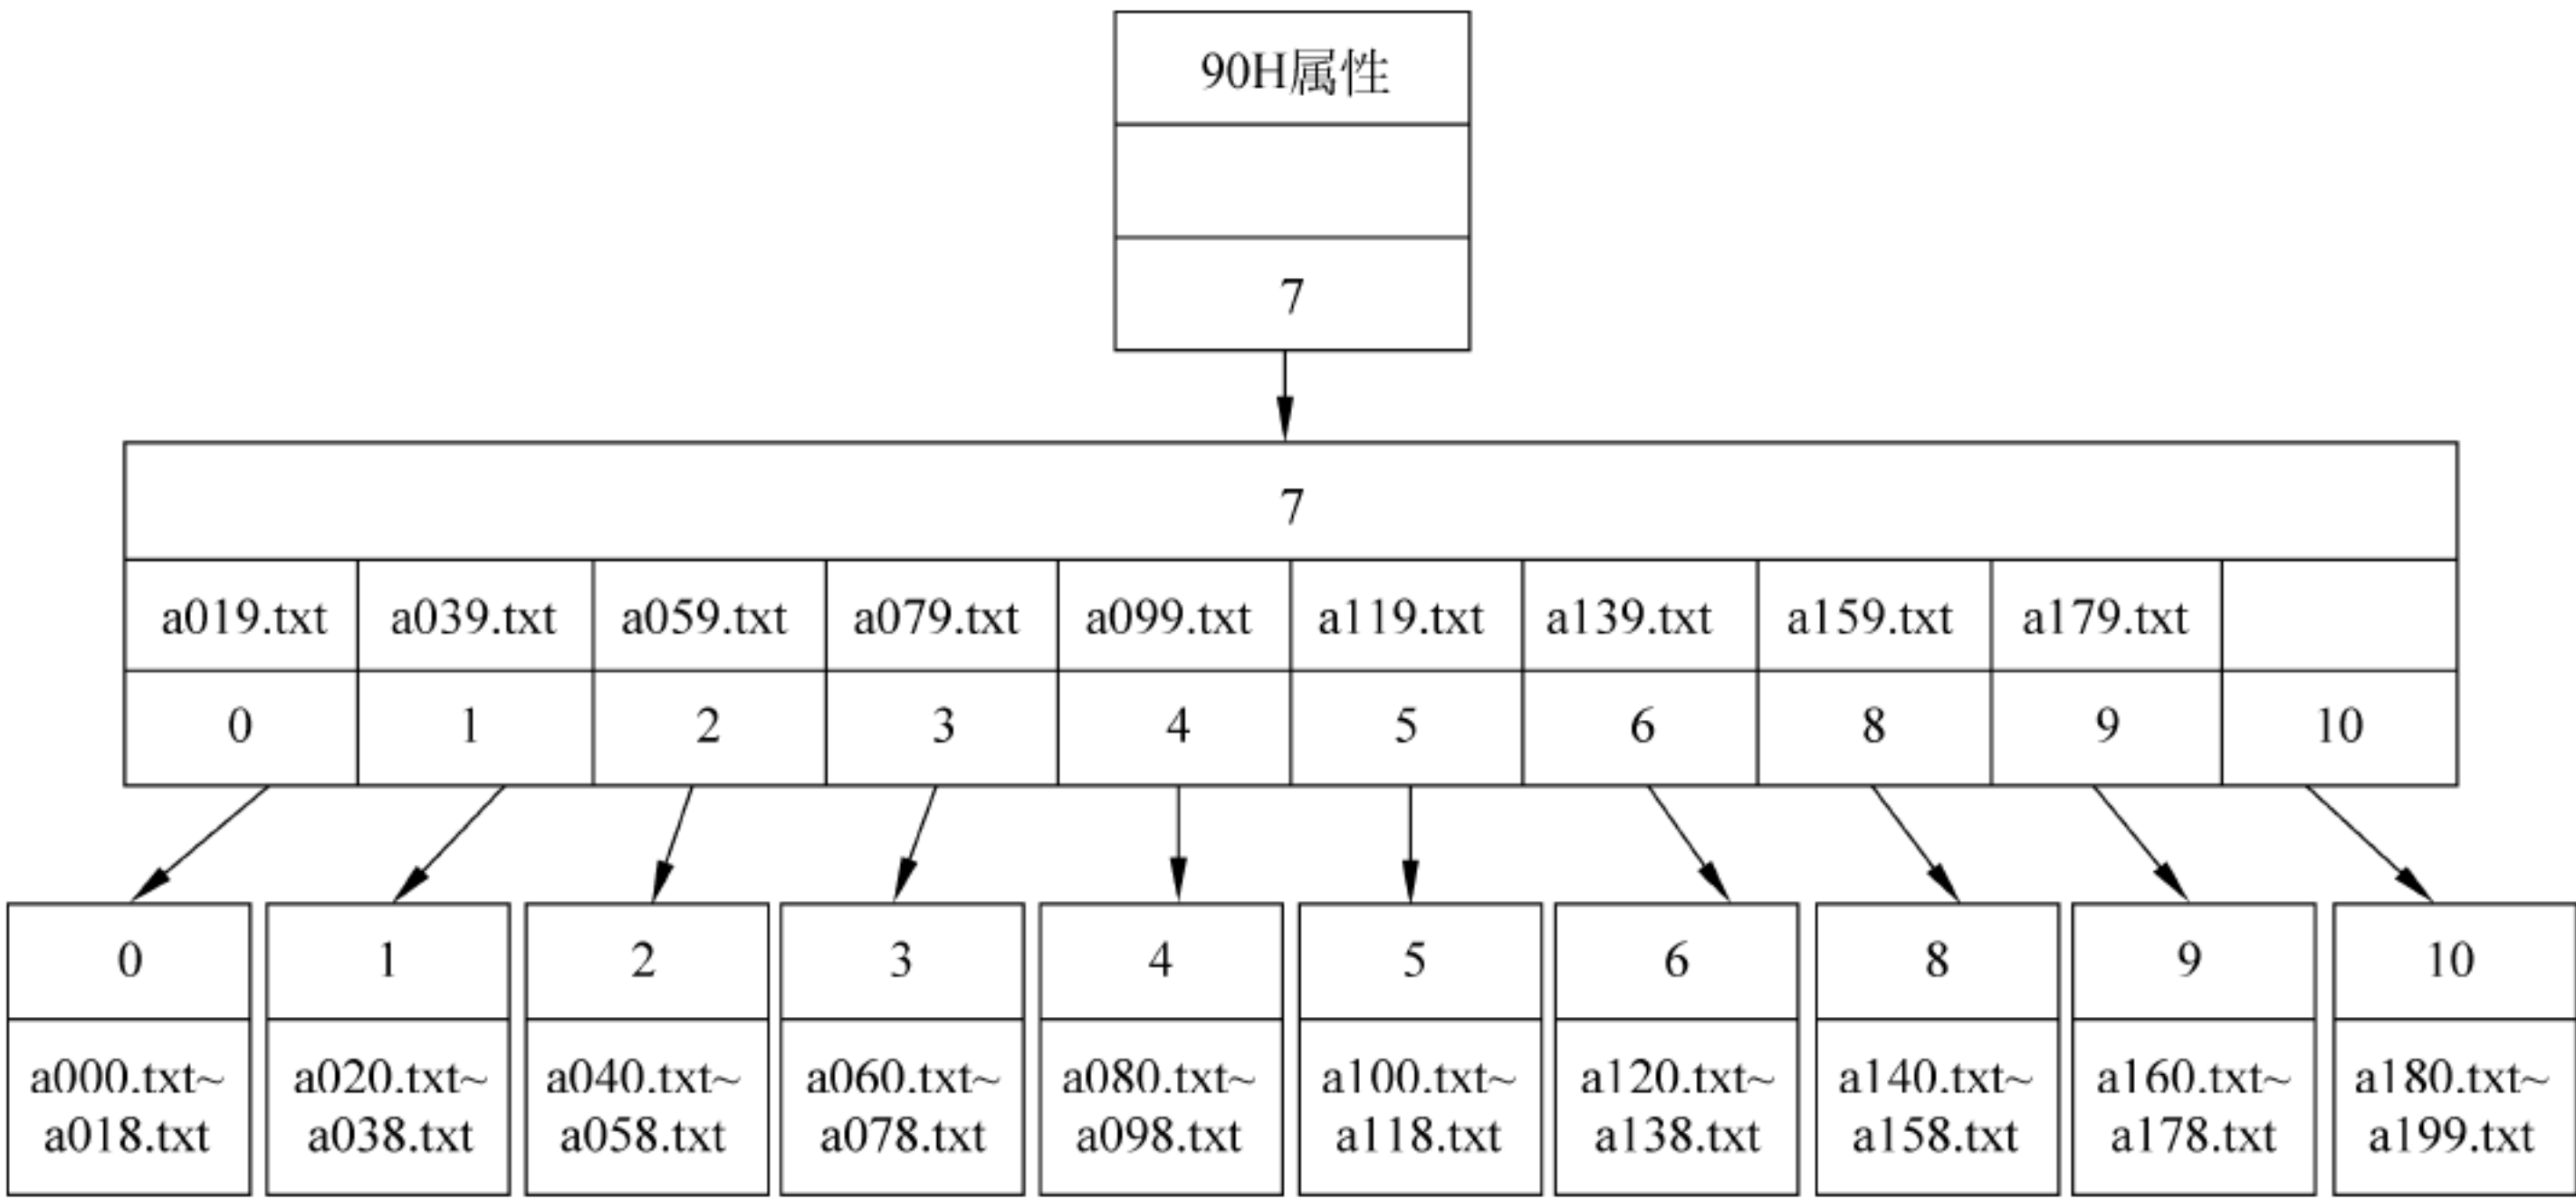 90H属性
7
7
a019.txt a039.txt a059.txt a079.txt a099.txt a119.txt a139.txt a159.txt a179.txt
0 1 2 3 4 5 6 8 9 10
0 1 2 3 4 5 6 8 9 10
a000.txt~ a020.txt~ a040.txt~ a060.txt~ a080.txt~ a100.txt~ a120.txt~ a140.txt~ a160.txt~ a180.txt~
a018.txt a038.txt a058.txt a078.txt a098.txt a118.txt a138.txt a158.txt a178.txt a199.txt